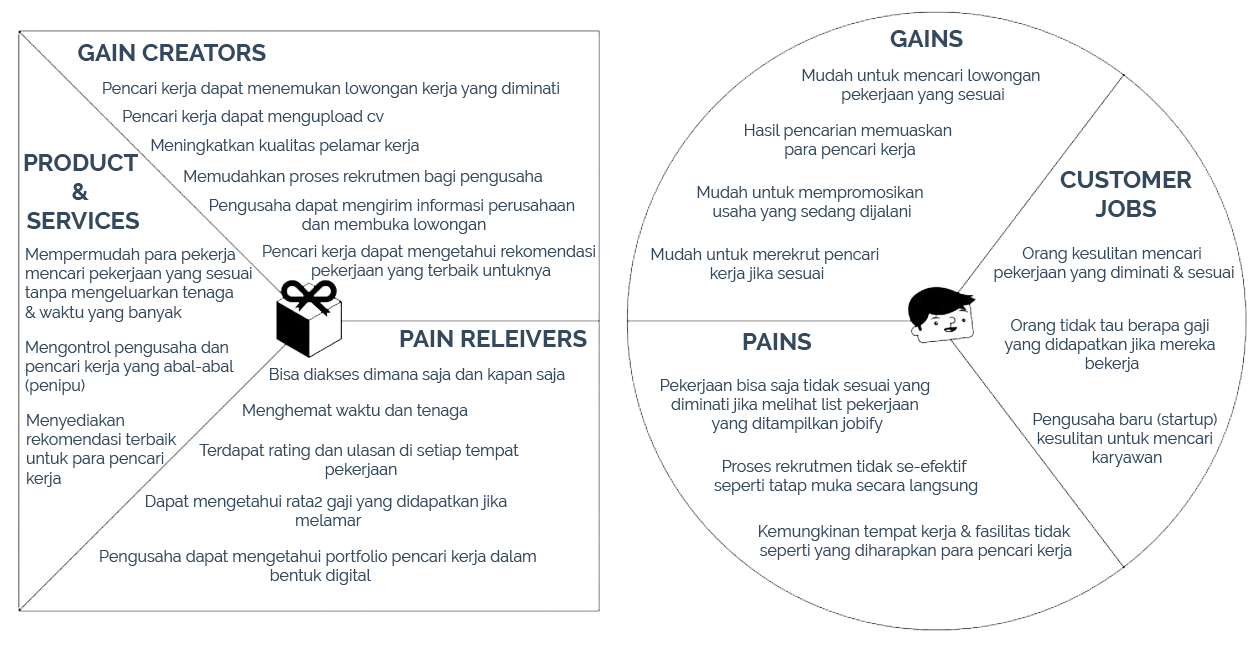 GAIN CREATORS
Pencari kerja dapat menemukan lowongan kerja yang diminati
Pencari kerja dapat mengupload cv
Meningkatkan kualitas pelamar kerja
Memudahkan proses rekrutmen bagi pengusaha
Pengusaha dapat mengirim informasi perusahaan
dan membuka lowongan
Pencari kerja dapat mengetahui rekomendasi
pekerjaan yang terbaik untuknya
PRODUCT
&
SERVICES
Mempermudah para pekerja
mencari pekerjaan yang sesuai
tanpa mengeluarkan tenaga
& waktu yang banyak
Mengontrol pengusaha dan
pencari kerja yang abal-abal
(penipu)
Menyediakan
rekomendasi terbaik
untuk para pencari
kerja
PAIN RELEIVERS
Bisa diakses dimana saja dan kapan saja
Menghemat waktu dan tenaga
Terdapat rating dan ulasan di setiap tempat
pekerjaan
Dapat mengetahui rata2 gaji yang didapatkan jika
melamar
Pengusaha dapat mengetahui portfolio pencari kerja dalam
bentuk digital
GAINS
Mudah untuk mencari lowongan
pekerjaan yang sesuai
Hasil pencarian memuaskan
para pencari kerja
Mudah untuk mempromosikan
usaha yang sedang dijalani
Mudah untuk merekrut pencari
kerja jika sesuai
CUSTOMER
JOBS
Orang kesulitan mencari
pekerjaan yang diminati & sesuai
Orang tidak tau berapa gaji
yang didapatkan jika mereka
bekerja
Pengusaha baru (startup)
kesulitan untuk mencari
karyawan
PAINS
Pekerjaan bisa saja tidak sesuai yang
diminati jika melihat list pekerjaan
yang ditampilkan jobify
Proses rekrutmen tidak se-efektif
seperti tatap muka secara langsung
Kemungkinan tempat kerja & fasilitas tidak
seperti yang diharapkan para pencari kerja